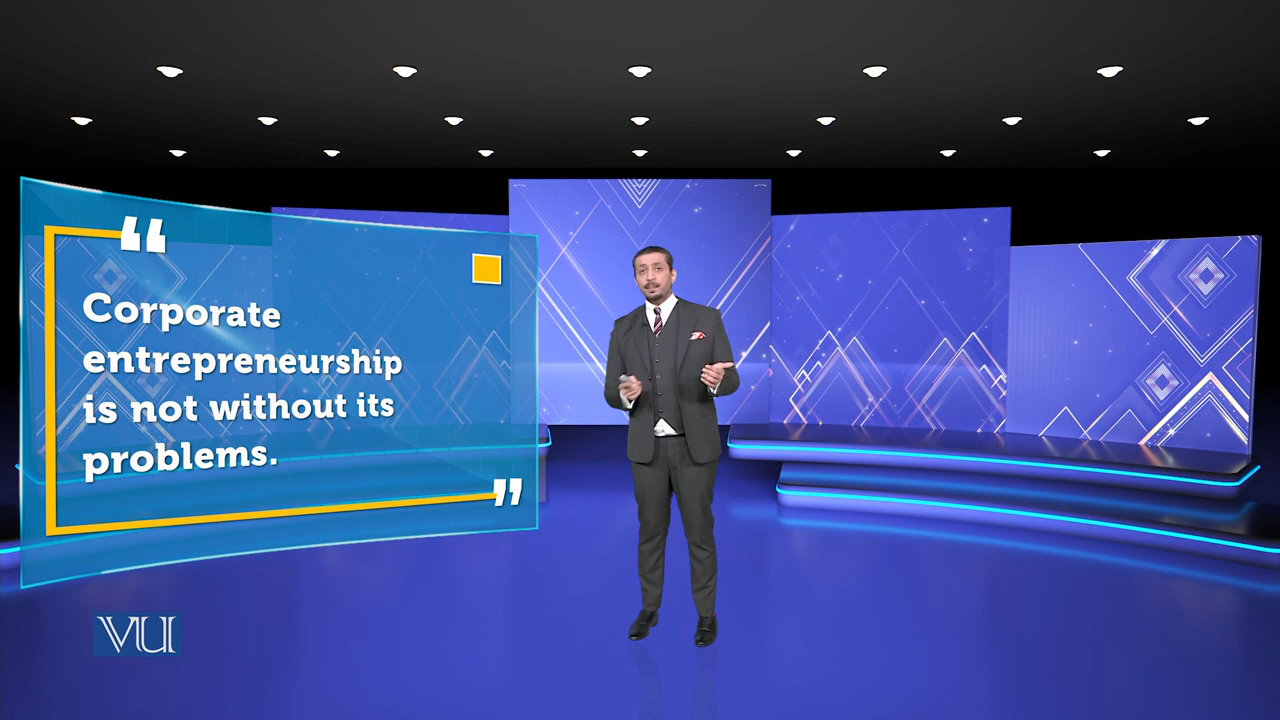 “
Corporate
entrepreneurship
is not without its
problems.
”
VU